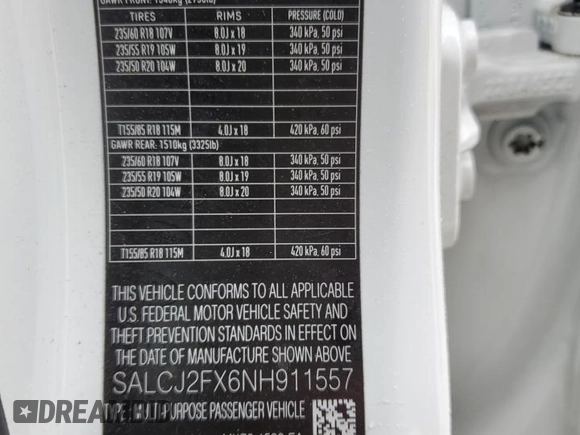 TIRES RIMS PRESSURE (COLD)
235/60 R18 107V 8.0J x 18 340 kPa, 50 psi
235/55 R19 105W 8.0J x 19 340 kPa, 50 psi
235/50 R20 104W 8.0J x 20 340 kPa, 50 psi
T155/85 R18 115M 4.0J x 18 420 kPa, 60 psi
GAWR REAR: 1510kg (3325lb)
235/60 R18 107V 8.0J x 18 340 kPa, 50 psi
235/55 R19 105W 8.0J x 19 340 kPa, 50 psi
235/50 R20 104W 8.0J x 20 340 kPa, 50 psi
T155/85 R18 115M 4.0J x 18 420 kPa, 60 psi
THIS VEHICLE CONFORMS TO ALL APPLICABLE
U.S. FEDERAL MOTOR VEHICLE SAFETY AND
THEFT PREVENTION STANDARDS IN EFFECT ON
THE DATE OF MANUFACTURE SHOWN ABOVE
SALCJ2FX6NH911557
TYPE: MULTI-PURPOSE PASSENGER VEHICLE